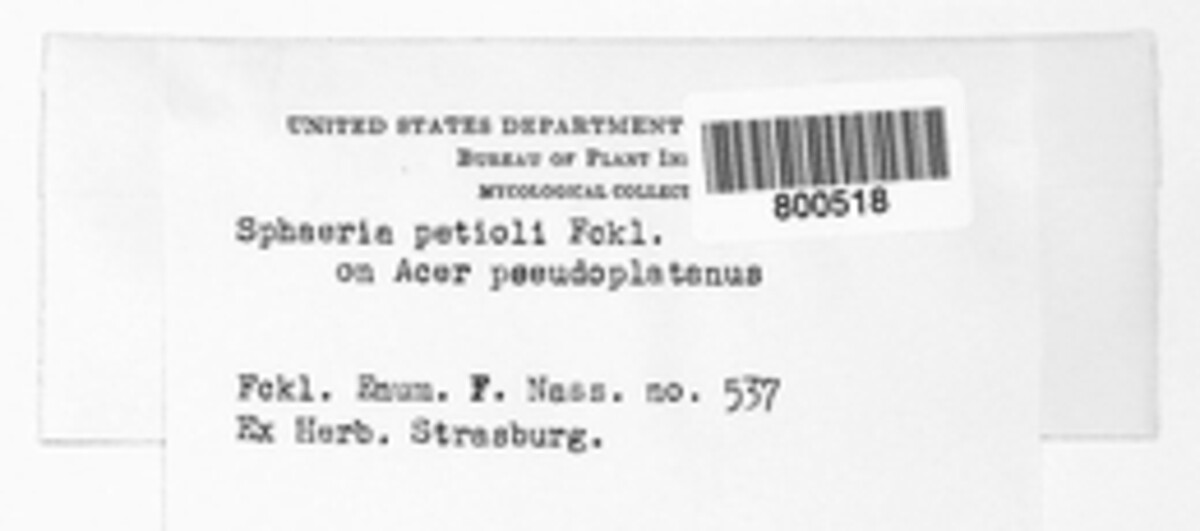 UNITED STATES DEPARTMENT
BUREAU OF PLANT
MYCOLOGICAL COLLECT
800518
Sphaeria petioli Fckl.
on Acer pseudoplatanus
Fckl. Enum. F. Nass. no. 537
Ex Herb. Strasburg.